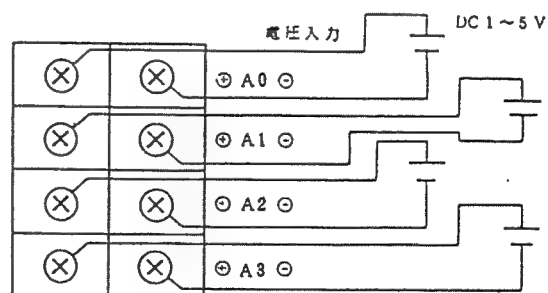 電圧入力
DC 1～5 V
⊕ A0 ⊖
⊕ A1 ⊖
⊕ A2 ⊖
⊕ A3 ⊖